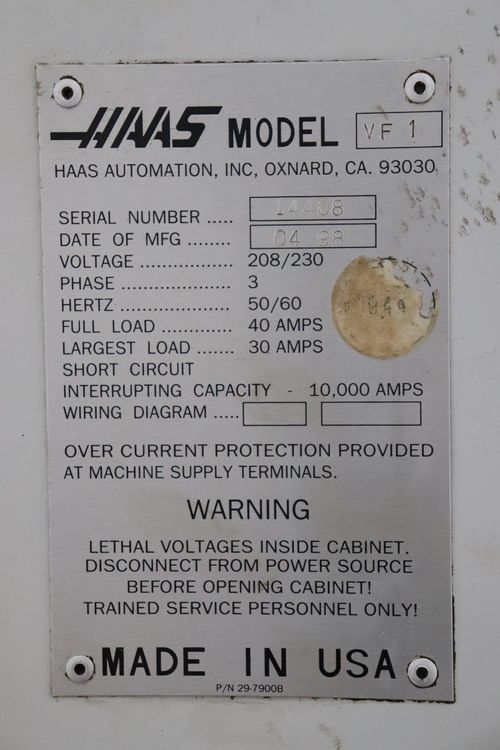 HAAS MODEL VF 1
HAAS AUTOMATION, INC, OXNARD, CA. 93030
SERIAL NUMBER ..... 14408
DATE OF MFG ........ 04 98
VOLTAGE ................. 208/230
PHASE .................... 3
HERTZ .................... 50/60
FULL LOAD ............. 40 AMPS
LARGEST LOAD ....... 30 AMPS
SHORT CIRCUIT
INTERRUPTING CAPACITY - 10,000 AMPS
WIRING DIAGRAM .....
OVER CURRENT PROTECTION PROVIDED
AT MACHINE SUPPLY TERMINALS.
WARNING
LETHAL VOLTAGES INSIDE CABINET.
DISCONNECT FROM POWER SOURCE
BEFORE OPENING CABINET!
TRAINED SERVICE PERSONNEL ONLY!
MADE IN USA
P/N 29-7900B